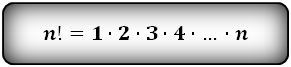 n! = 1 · 2 · 3 · 4 · ... · n